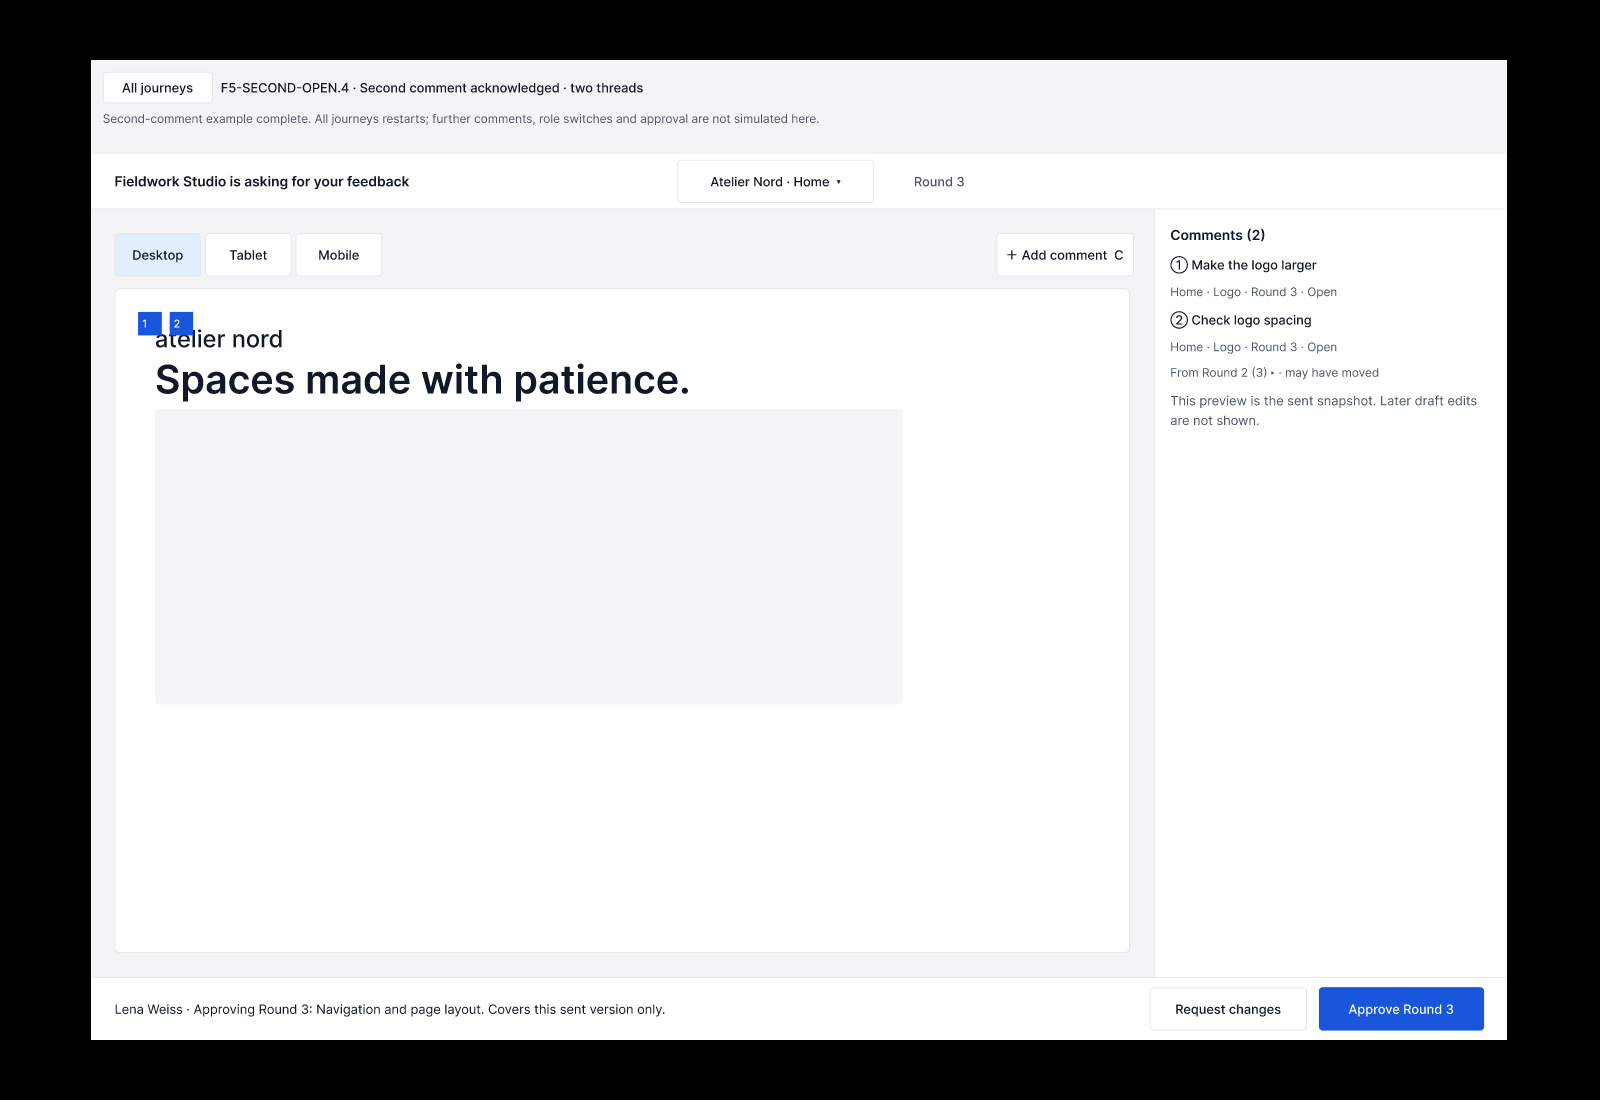 All journeys
F5-SECOND-OPEN.4 · Second comment acknowledged · two threads
Second-comment example complete. All journeys restarts; further comments, role switches and approval are not simulated here.
Fieldwork Studio is asking for your feedback
Atelier Nord · Home ▾
Round 3
Desktop
Tablet
Mobile
+ Add comment C
1
2
atelier nord
Spaces made with patience.
Comments (2)
① Make the logo larger
Home · Logo · Round 3 · Open
② Check logo spacing
Home · Logo · Round 3 · Open
From Round 2 (3) ▸ · may have moved
This preview is the sent snapshot. Later draft edits
are not shown.
Lena Weiss · Approving Round 3: Navigation and page layout. Covers this sent version only.
Request changes
Approve Round 3